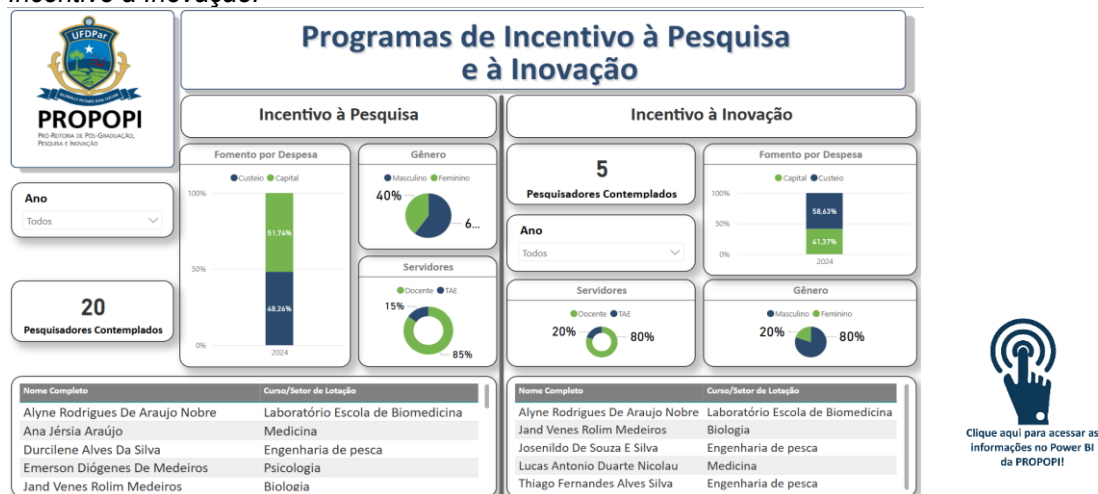 Incentivo à Inovação.
UFDPar
PROPOPI
Pró-Reitoria de Pós-Graduação,
Pesquisa e Inovação
Programas de Incentivo à Pesquisa
e à Inovação
Ano
Todos
20
Pesquisadores Contemplados
Incentivo à Pesquisa
Fomento por Despesa
Custeio Capital
100%
51,74%
50%
48,26%
0%
2024
Gênero
Masculino Feminino
40%
6...
Servidores
Docente TAE
15%
85%
Nome Completo Curso/Setor de Lotação
Alyne Rodrigues De Araujo Nobre Laboratório Escola de Biomedicina
Ana Jérsia Araújo Medicina
Durcilene Alves Da Silva Engenharia de pesca
Emerson Diógenes De Medeiros Psicologia
Jand Venes Rolim Medeiros Biologia
Incentivo à Inovação
5
Pesquisadores Contemplados
Ano
Todos
Fomento por Despesa
Capital Custeio
100%
58,63%
50%
41,37%
0%
2024
Servidores
Docente TAE
20%
80%
Gênero
Masculino Feminino
20%
80%
Nome Completo Curso/Setor de Lotação
Alyne Rodrigues De Araujo Nobre Laboratório Escola de Biomedicina
Jand Venes Rolim Medeiros Biologia
Josenildo De Souza E Silva Engenharia de pesca
Lucas Antonio Duarte Nicolau Medicina
Thiago Fernandes Alves Silva Engenharia de pesca
Clique aqui para acessar as
informações no Power BI
da PROPOPI!